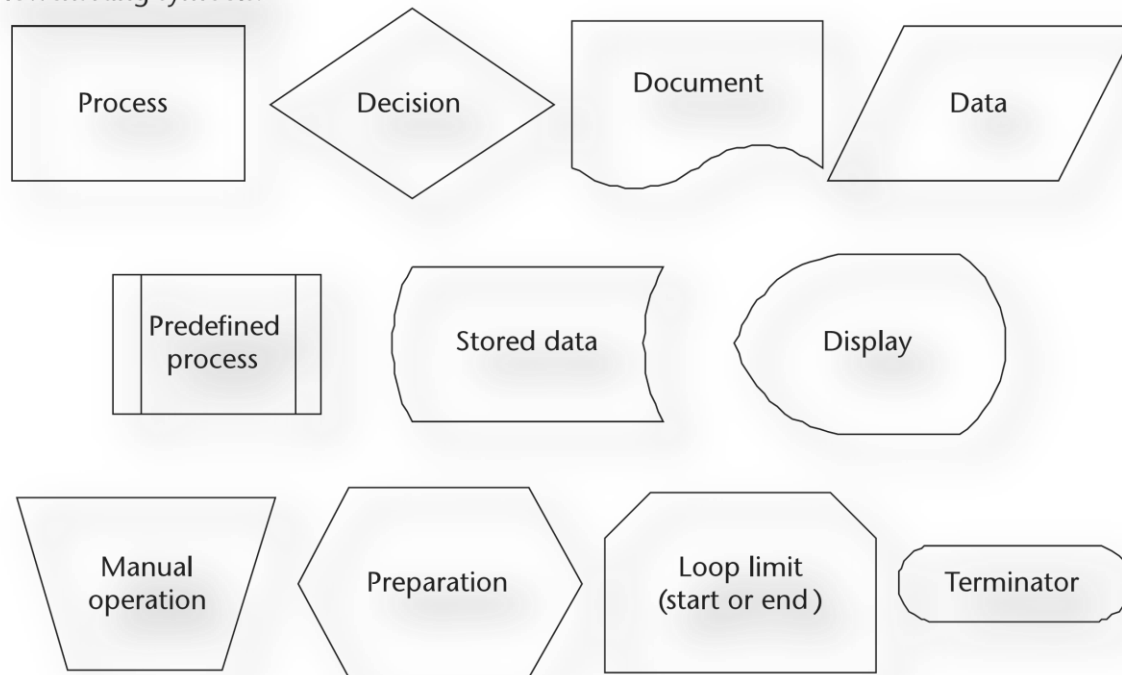 Process
Decision
Document
Data
Predefined
process
Stored data
Display
Manual
operation
Preparation
Loop limit
(start or end)
Terminator